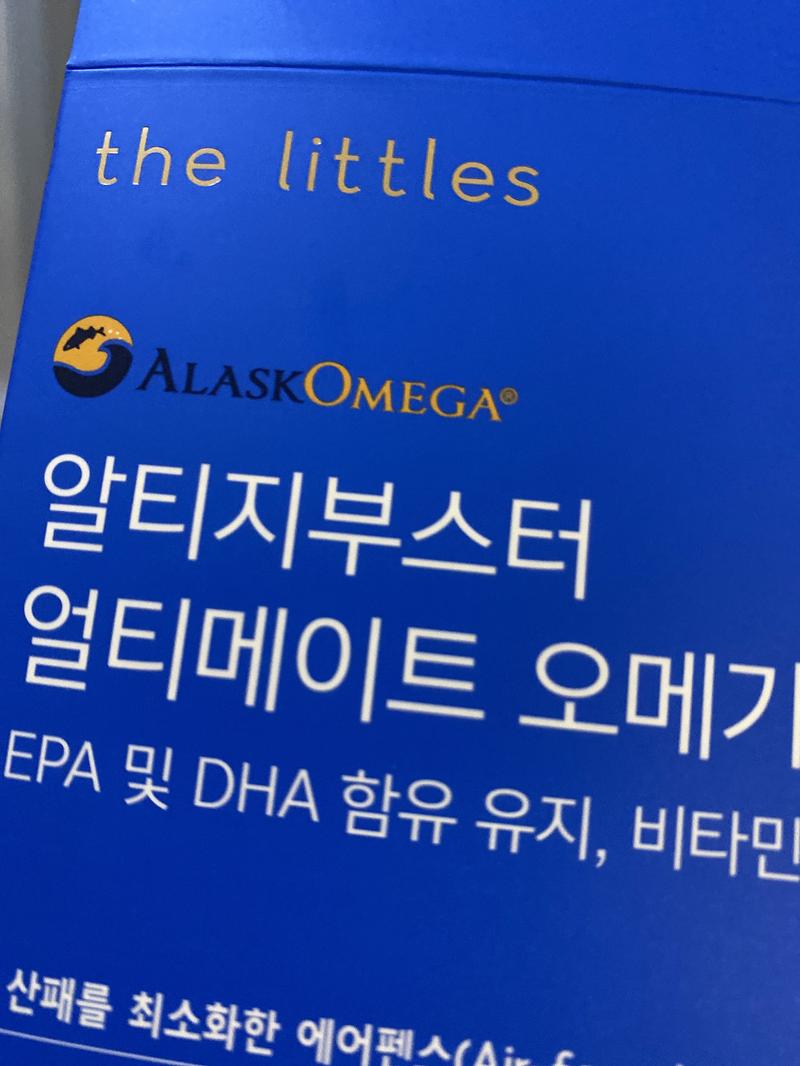 the littles
ALASKOMEGA®
알티지부스터
얼티메이트 오메가
EPA 및 DHA 함유 유지, 비타민
산패를 최소화한 에어펜스(Air